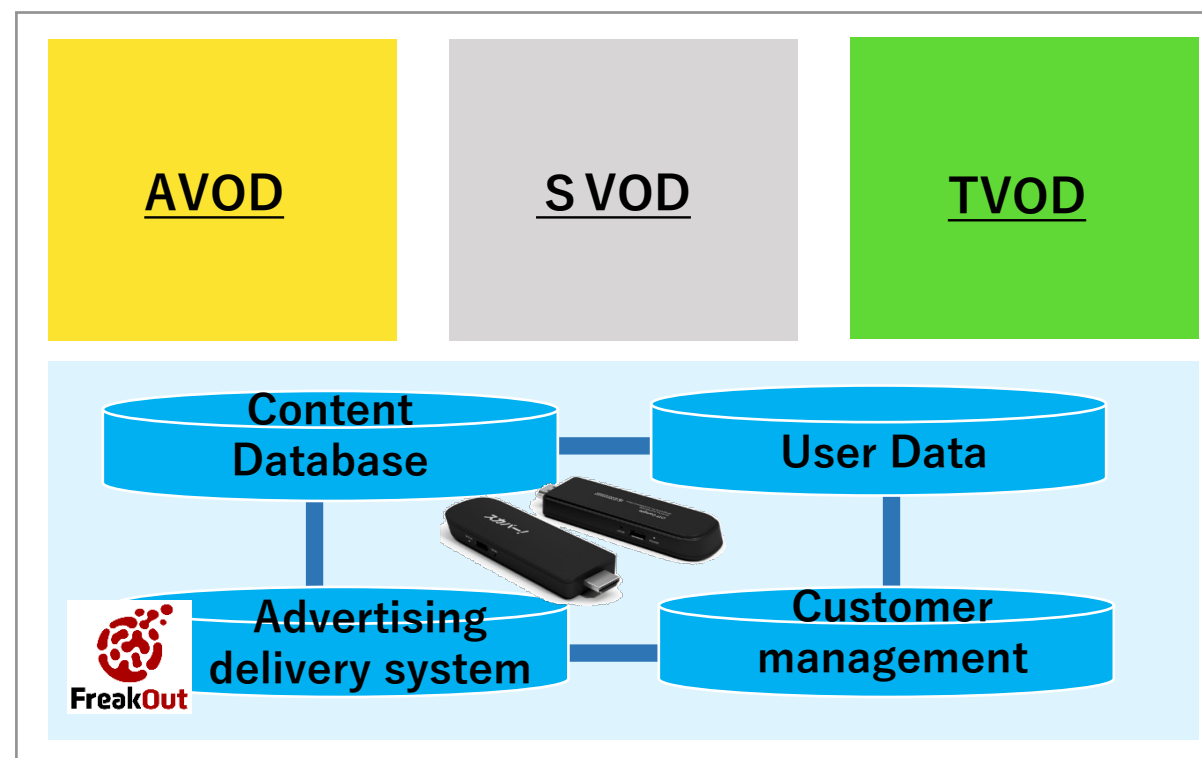 AVOD
S VOD
TVOD
Content
Database
User Data
Advertising
delivery system
Customer
management
FreakOut